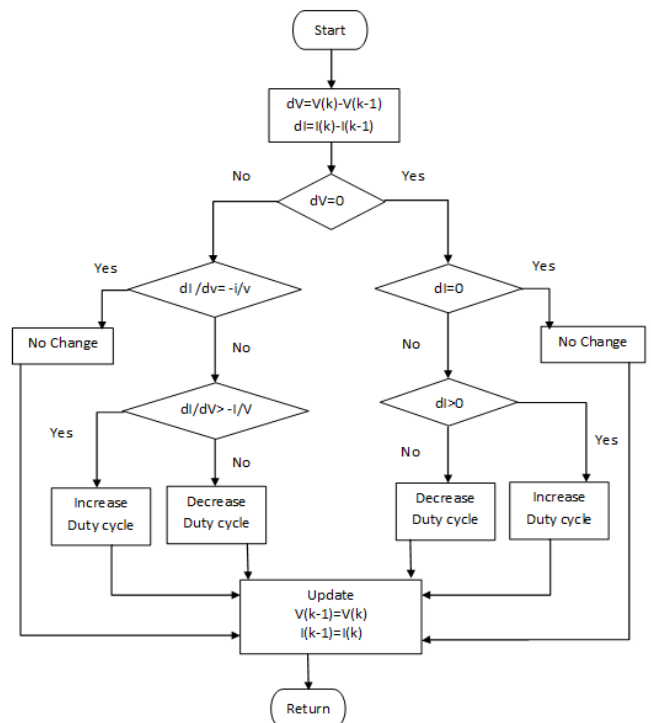 Start
dV=V(k)-V(k-1)
dI=I(k)-I(k-1)
No
Yes
dV=0
Yes
dI /dv= -i/v
dI=0
Yes
No Change
No
No
No Change
dI/dV> -I/V
dI>0
Yes
No
No
Yes
Increase
Duty cycle
Decrease
Duty cycle
Decrease
Duty cycle
Increase
Duty cycle
Update
V(k-1)=V(k)
I(k-1)=I(k)
Return